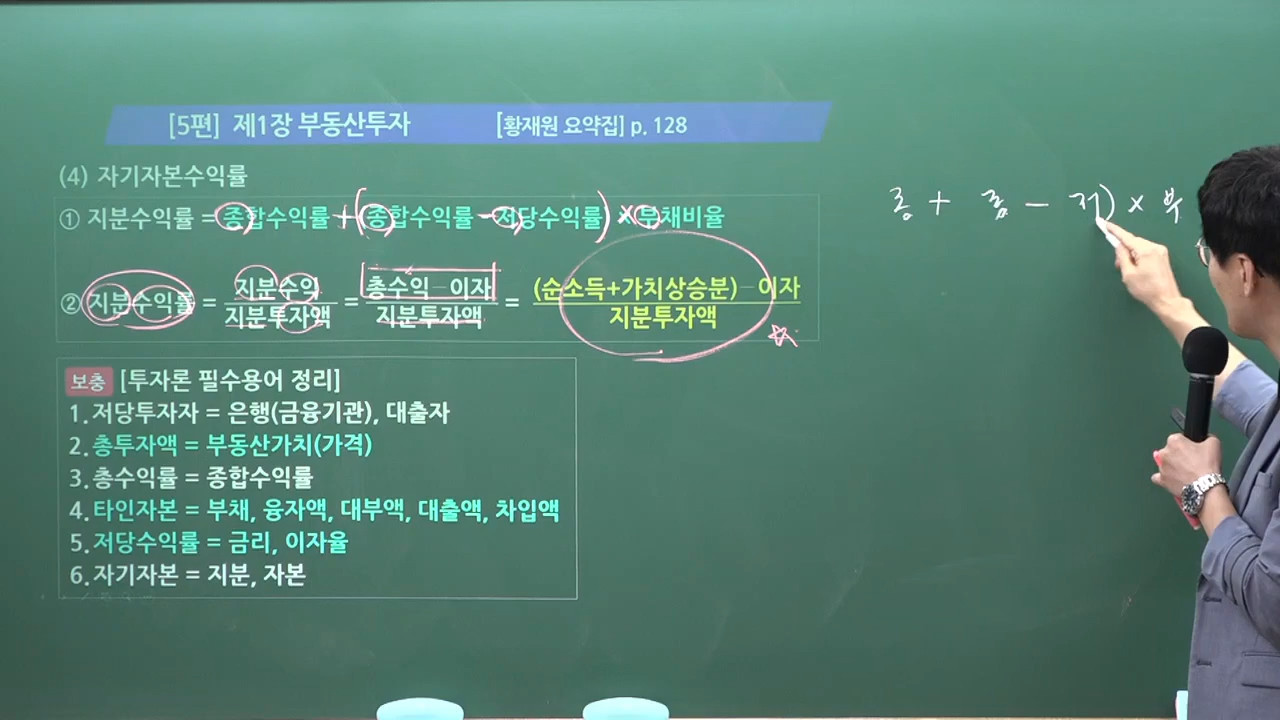 [5편] 제1장 부동산투자 [황재원 요약집] p. 128
(4) 자기자본수익률
① 지분수익률 = 종합수익률 + (종합수익률 - 저당수익률) × 부채비율
종 + 종 - 저) × 부
② 지분수익률 = 지분수익/지분투자액 = 총수익-이자/지분투자액 = (순소득+가치상승분)-이자/지분투자액
보충 [투자론 필수용어 정리]
1. 저당투자자 = 은행(금융기관), 대출자
2. 총투자액 = 부동산가치(가격)
3. 총수익률 = 종합수익률
4. 타인자본 = 부채, 융자액, 대부액, 대출액, 차입액
5. 저당수익률 = 금리, 이자율
6. 자기자본 = 지분, 자본